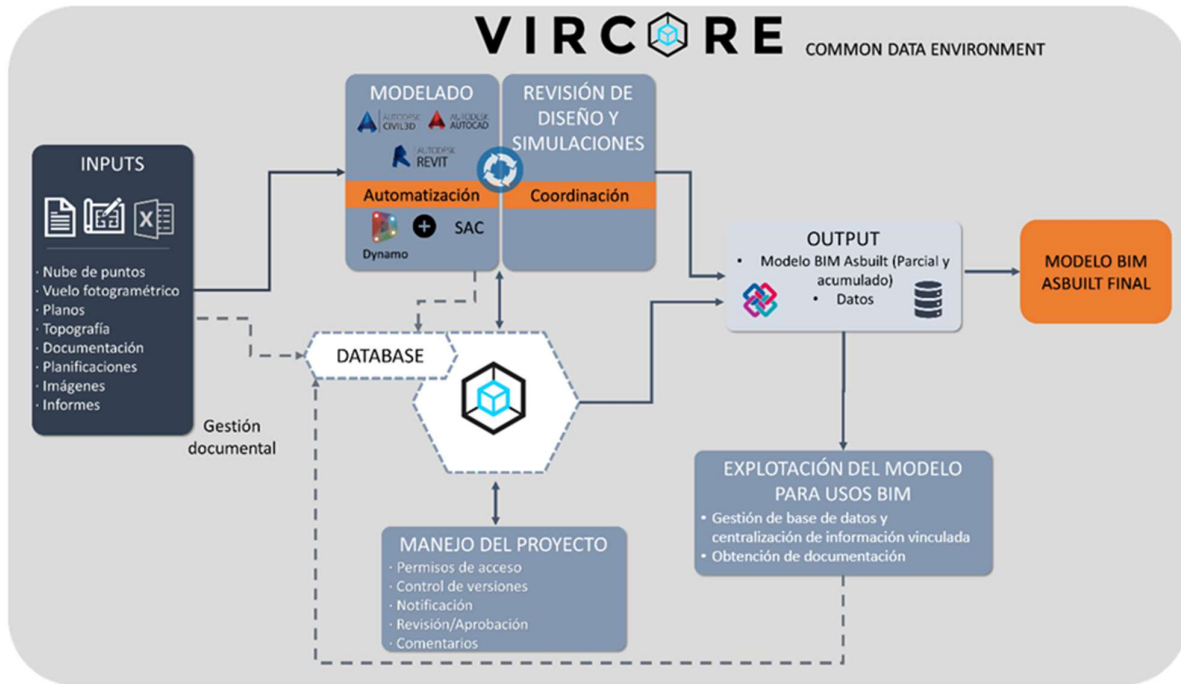 VIRCORE COMMON DATA ENVIRONMENT
INPUTS
· Nube de puntos
· Vuelo fotogramétrico
· Planos
· Topografía
· Documentación
· Planificaciones
· Imágenes
· Informes
Gestión
documental
MODELADO
AUTODESK
CIVIL3D
AUTODESK
AUTOCAD
AUTODESK
REVIT
Automatización
Dynamo
SAC
REVISIÓN DE
DISEÑO Y
SIMULACIONES
Coordinación
DATABASE
MANEJO DEL PROYECTO
· Permisos de acceso
· Control de versiones
· Notificación
· Revisión/Aprobación
· Comentarios
OUTPUT
• Modelo BIM Asbuilt (Parcial y
acumulado)
• Datos
MODELO BIM
ASBUILT FINAL
EXPLOTACIÓN DEL MODELO
PARA USOS BIM
• Gestión de base de datos y
centralización de información vinculada
• Obtención de documentación